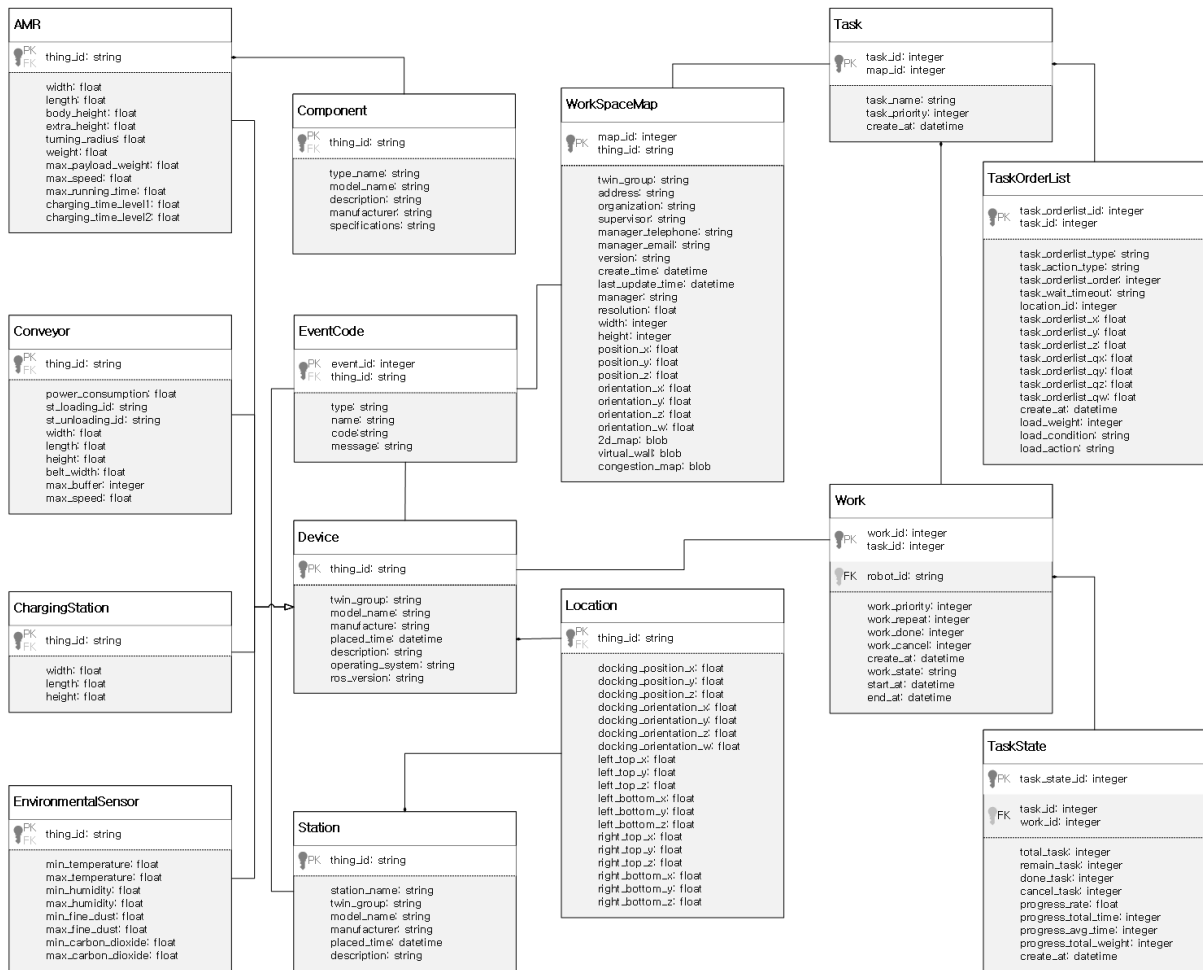 AMR
PK
FK
thing_id: string
width: float
length: float
body_height: float
extra_height: float
turning_radius: float
weight: float
max_payload_weight: float
max_speed: float
max_running_time: float
charging_time_level1: float
charging_time_level2: float
Component
PK
FK
thing_id: string
type_name: string
model_name: string
description: string
manufacturer: string
specifications: string
WorkSpaceMap
PK
map_id: integer
thing_id: string
twin_group: string
address: string
organization: string
supervisor: string
manager_telephone: string
manager_email: string
version: string
create_time: datetime
last_update_time: datetime
manager: string
resolution: float
width: integer
height: integer
position_x: float
position_y: float
position_z: float
orientation_x: float
orientation_y: float
orientation_z: float
orientation_w: float
2d_map: blob
virtual_wall: blob
congestion_map: blob
Task
PK
task_id: integer
map_id: integer
task_name: string
task_priority: integer
create_at: datetime
TaskOrderList
PK
task_orderlist_id: integer
task_id: integer
task_orderlist_type: string
task_action_type: string
task_orderlist_order: integer
task_wait_timeout: string
location_id: integer
task_orderlist_x: float
task_orderlist_y: float
task_orderlist_z: float
task_orderlist_qx: float
task_orderlist_qy: float
task_orderlist_qz: float
task_orderlist_qw: float
create_at: datetime
load_weight: integer
load_condition: string
load_action: string
Conveyor
PK
FK
thing_id: string
power_consumption: float
st_loading_id: string
st_unloading_id: string
width: float
length: float
height: float
belt_width: float
max_buffer: integer
max_speed: float
EventCode
PK
FK
event_id: integer
thing_id: string
type: string
name: string
code:string
message: string
Device
PK
thing_id: string
twin_group: string
model_name: string
manufacture: string
placed_time: datetime
description: string
operating_system: string
ros_version: string
Work
PK
work_id: integer
task_id: integer
FK
robot_id: string
work_priority: integer
work_repeat: integer
work_done: integer
work_cancel: integer
create_at: datetime
work_state: string
start_at: datetime
end_at: datetime
ChargingStation
PK
FK
thing_id: string
width: float
length: float
height: float
Location
PK
FK
thing_id: string
docking_position_x: float
docking_position_y: float
docking_position_z: float
docking_orientation_x: float
docking_orientation_y: float
docking_orientation_z: float
docking_orientation_w: float
left_top_x: float
left_top_y: float
left_top_z: float
left_bottom_x: float
left_bottom_y: float
left_bottom_z: float
right_top_x: float
right_top_y: float
right_top_z: float
right_bottom_x: float
right_bottom_y: float
right_bottom_z: float
EnvironmentalSensor
PK
FK
thing_id: string
min_temperature: float
max_temperature: float
min_humidity: float
max_humidity: float
min_fine_dust: float
max_fine_dust: float
min_carbon_dioxide: float
max_carbon_dioxide: float
Station
PK
thing_id: string
station_name: string
twin_group: string
model_name: string
manufacturer: string
placed_time: datetime
description: string
TaskState
PK
task_state_id: integer
FK
task_id: integer
work_id: integer
total_task: integer
remain_task: integer
done_task: integer
cancel_task: integer
progress_rate: float
progress_total_time: integer
progress_avg_time: integer
progress_total_weight: integer
create_at: datetime